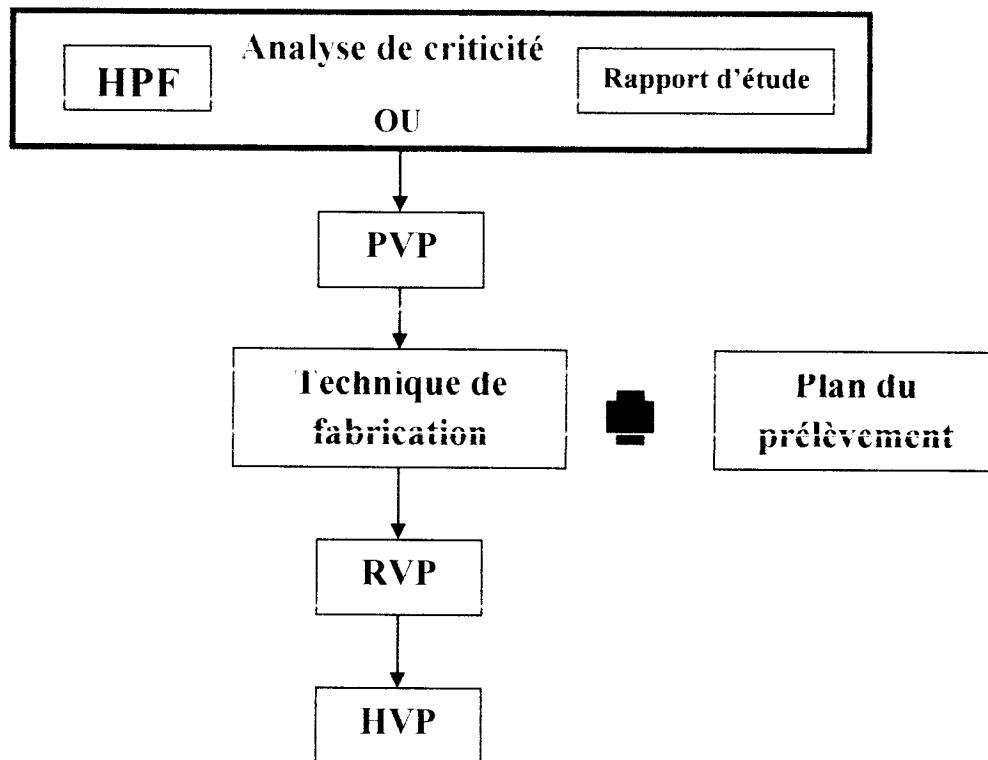 Analyse de criticité
HPF
Rapport d'étude
OU
PVP
Technique de
fabrication
Plan du
prélèvement
RVP
HVP